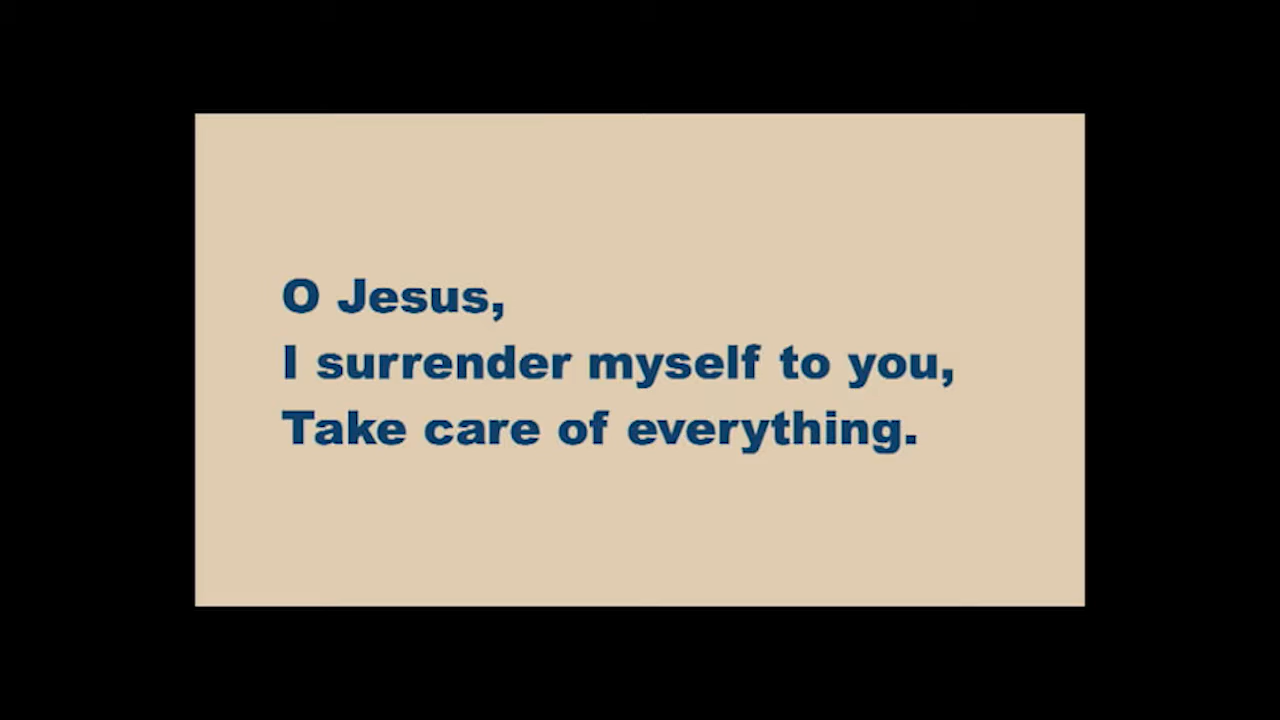 O Jesus,
I surrender myself to you,
Take care of everything.